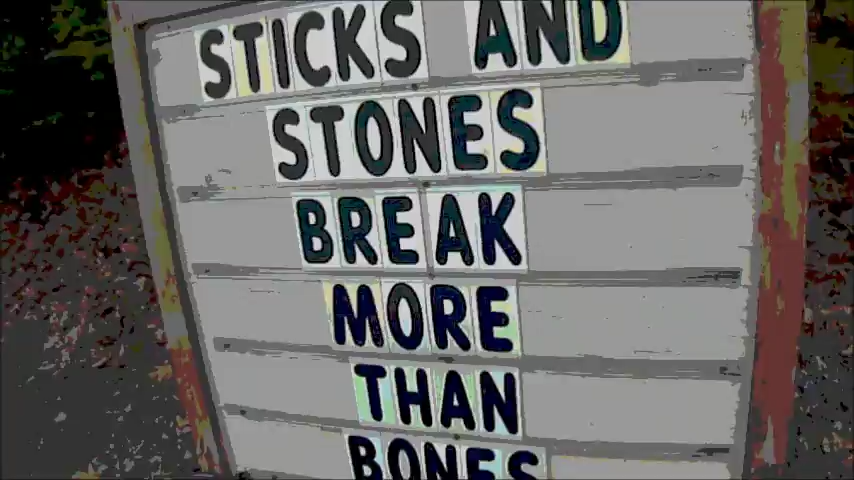 STICKS AND
STONES
BREAK
MORE
THAN
BONES